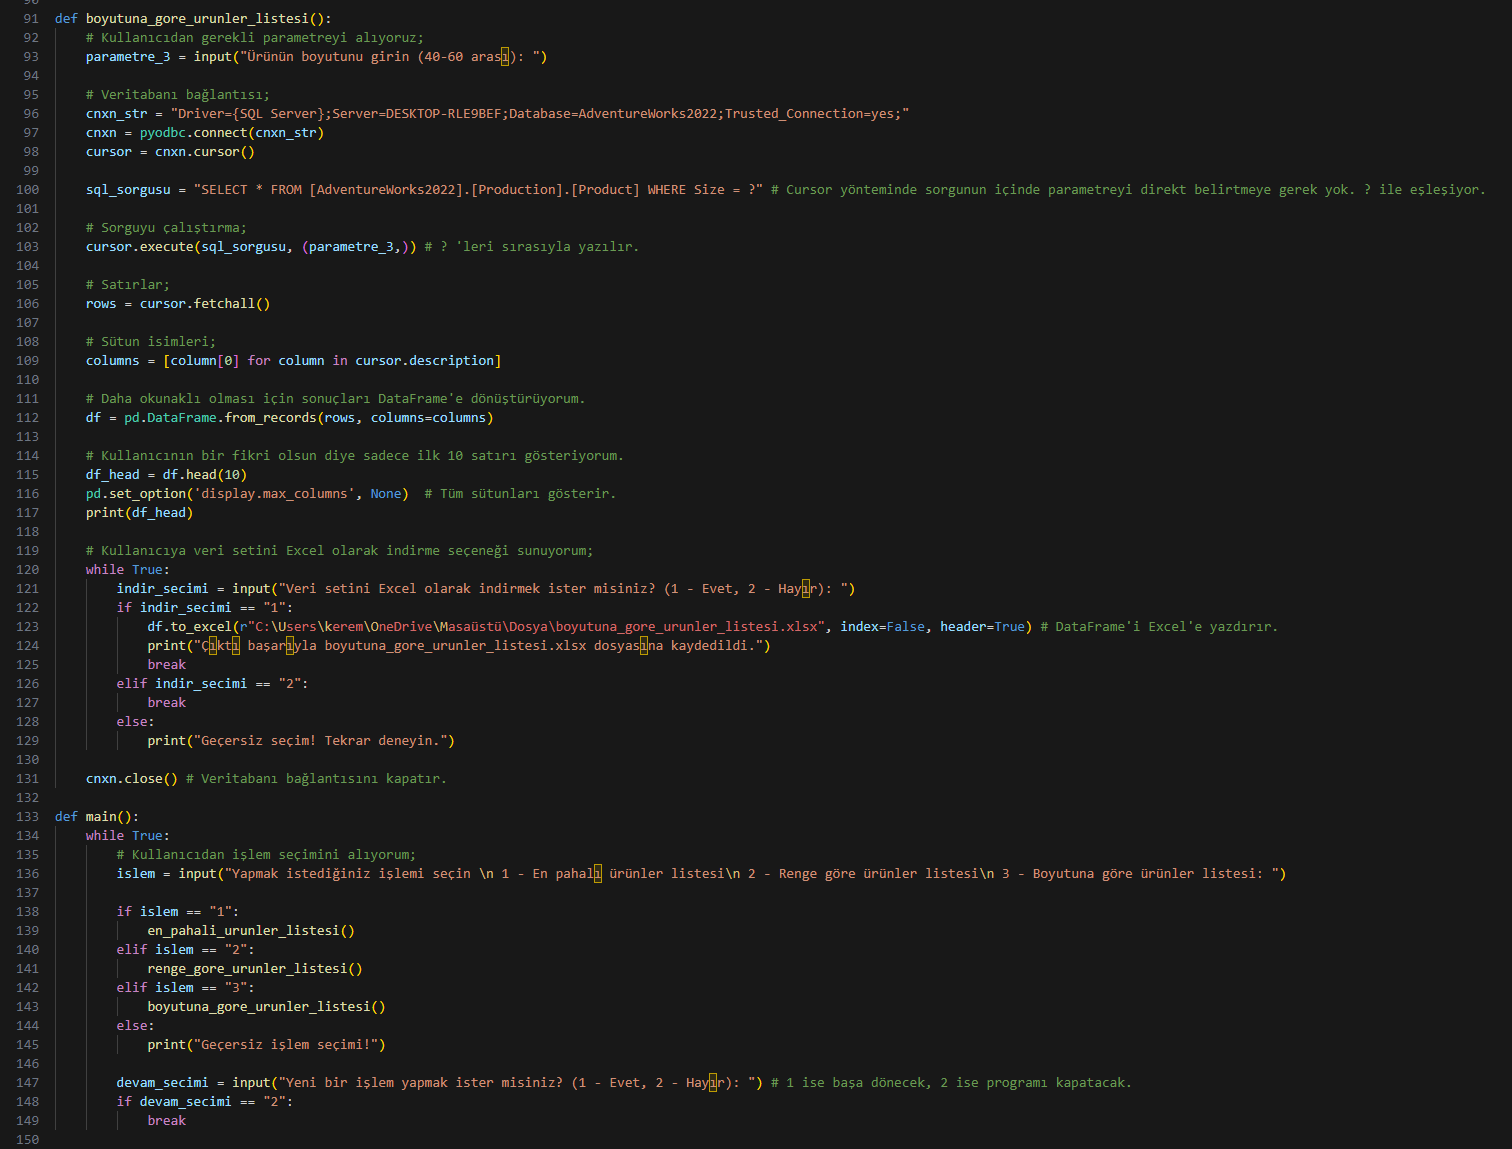 90
91 def boyutuna_gore_urunler_listesi():
92     # Kullanıcıdan gerekli parametreyi alıyoruz;
93     parametre_3 = input("Ürünün boyutunu girin (40-60 arası): ")
94
95     # Veritabanı bağlantısı;
96     cnxn_str = "Driver={SQL Server};Server=DESKTOP-RLE9BEF;Database=AdventureWorks2022;Trusted_Connection=yes;"
97     cnxn = pyodbc.connect(cnxn_str)
98     cursor = cnxn.cursor()
99
100     sql_sorgusu = "SELECT * FROM [AdventureWorks2022].[Production].[Product] WHERE Size = ?" # Cursor yönteminde sorgunun içinde parametreyi direkt belirtmeye gerek yok. ? ile eşleşiyor.
101
102     # Sorguyu çalıştırma;
103     cursor.execute(sql_sorgusu, (parametre_3,)) # ? 'leri sırasıyla yazılır.
104
105     # Satırlar;
106     rows = cursor.fetchall()
107
108     # Sütun isimleri;
109     columns = [column[0] for column in cursor.description]
110
111     # Daha okunaklı olması için sonuçları DataFrame'e dönüştürüyorum.
112     df = pd.DataFrame.from_records(rows, columns=columns)
113
114     # Kullanıcının bir fikri olsun diye sadece ilk 10 satırı gösteriyorum.
115     df_head = df.head(10)
116     pd.set_option('display.max_columns', None)  # Tüm sütunları gösterir.
117     print(df_head)
118
119     # Kullanıcıya veri setini Excel olarak indirme seçeneği sunuyorum;
120     while True:
121         indir_secimi = input("Veri setini Excel olarak indirmek ister misiniz? (1 - Evet, 2 - Hayır): ")
122         if indir_secimi == "1":
123             df.to_excel(r"C:\Users\kerem\OneDrive\Masaüstü\Dosya\boyutuna_gore_urunler_listesi.xlsx", index=False, header=True) # DataFrame'i Excel'e yazdırır.
124             print("Çıktı başarıyla boyutuna_gore_urunler_listesi.xlsx dosyasına kaydedildi.")
125             break
126         elif indir_secimi == "2":
127             break
128         else:
129             print("Geçersiz seçim! Tekrar deneyin.")
130
131     cnxn.close() # Veritabanı bağlantısını kapatır.
132
133 def main():
134     while True:
135         # Kullanıcıdan işlem seçimini alıyorum;
136         islem = input("Yapmak istediğiniz işlemi seçin \n 1 - En pahalı ürünler listesi\n 2 - Renge göre ürünler listesi\n 3 - Boyutuna göre ürünler listesi: ")
137
138         if islem == "1":
139             en_pahali_urunler_listesi()
140         elif islem == "2":
141             renge_gore_urunler_listesi()
142         elif islem == "3":
143             boyutuna_gore_urunler_listesi()
144         else:
145             print("Geçersiz işlem seçimi!")
146
147         devam_secimi = input("Yeni bir işlem yapmak ister misiniz? (1 - Evet, 2 - Hayır): ") # 1 ise başa dönecek, 2 ise programı kapatacak.
148         if devam_secimi == "2":
149             break
150